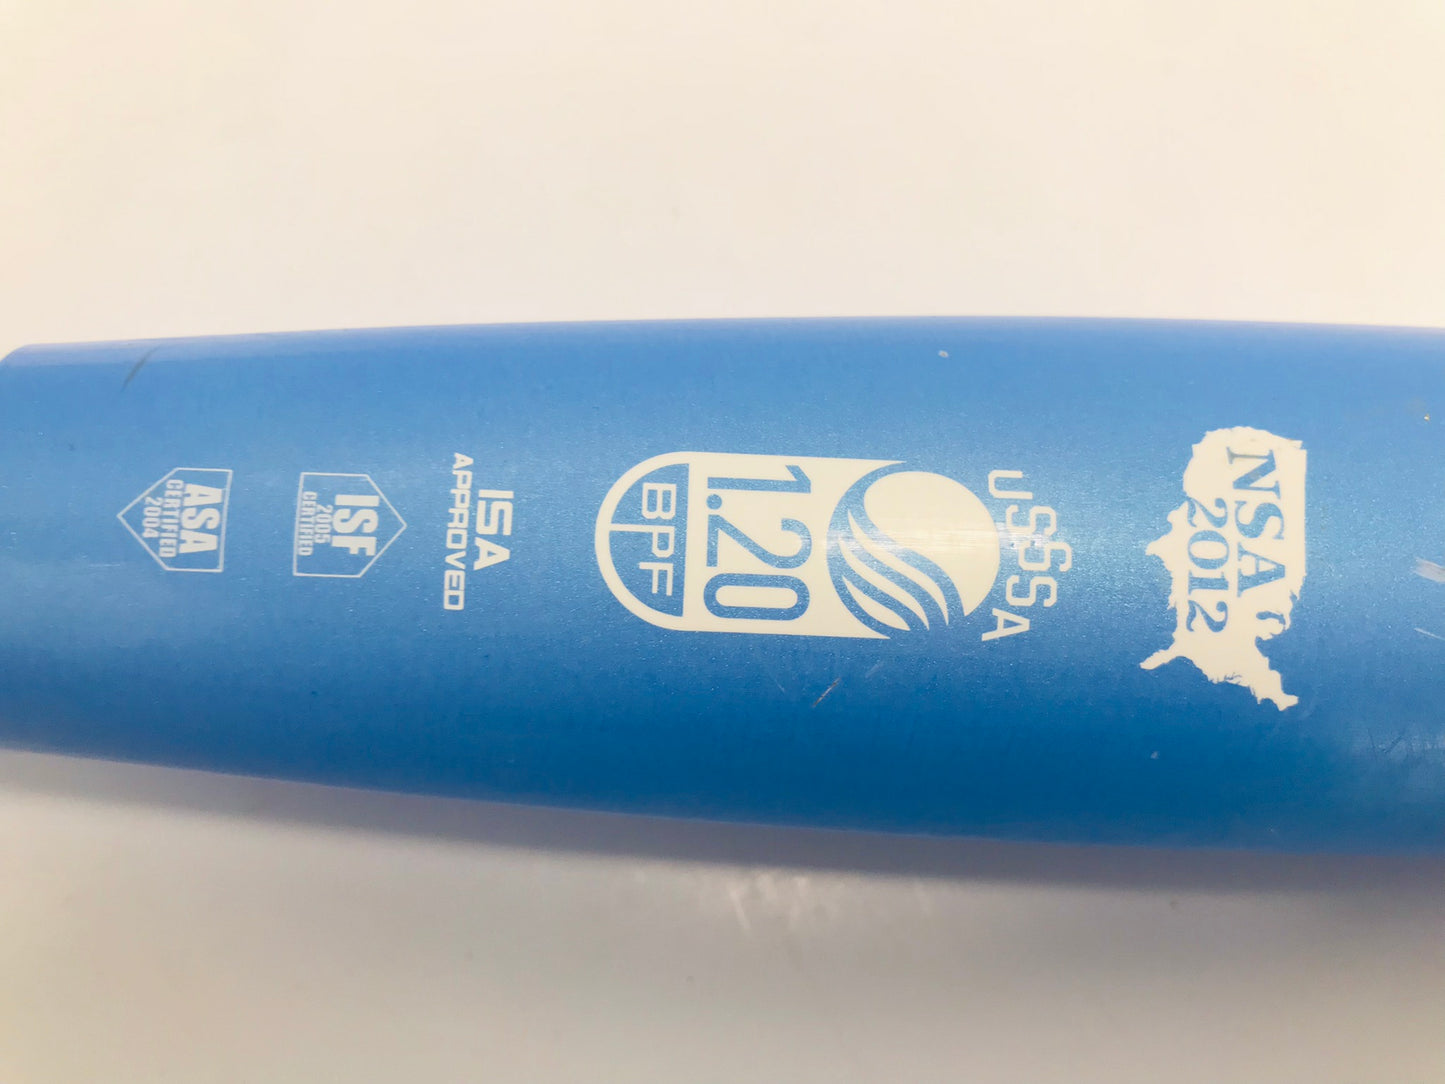 ASA
CERTIFIED
2004
ISF
2005
CERTIFIED
ISA
APPROVED
USSSA
1.20
BPF
NSA
2012